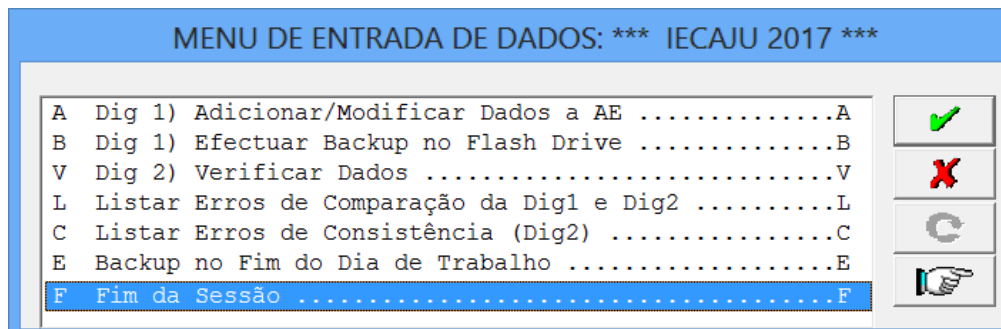 MENU DE ENTRADA DE DADOS: *** IECAJU 2017 ***
A Dig 1) Adicionar/Modificar Dados a AE ..............A
B Dig 1) Efectuar Backup no Flash Drive ..............B
V Dig 2) Verificar Dados .............................V
L Listar Erros de Comparação da Dig1 e Dig2 ..........L
C Listar Erros de Consistência (Dig2) ................C
E Backup no Fim do Dia de Trabalho ...................E
F Fim da Sessão ......................................F